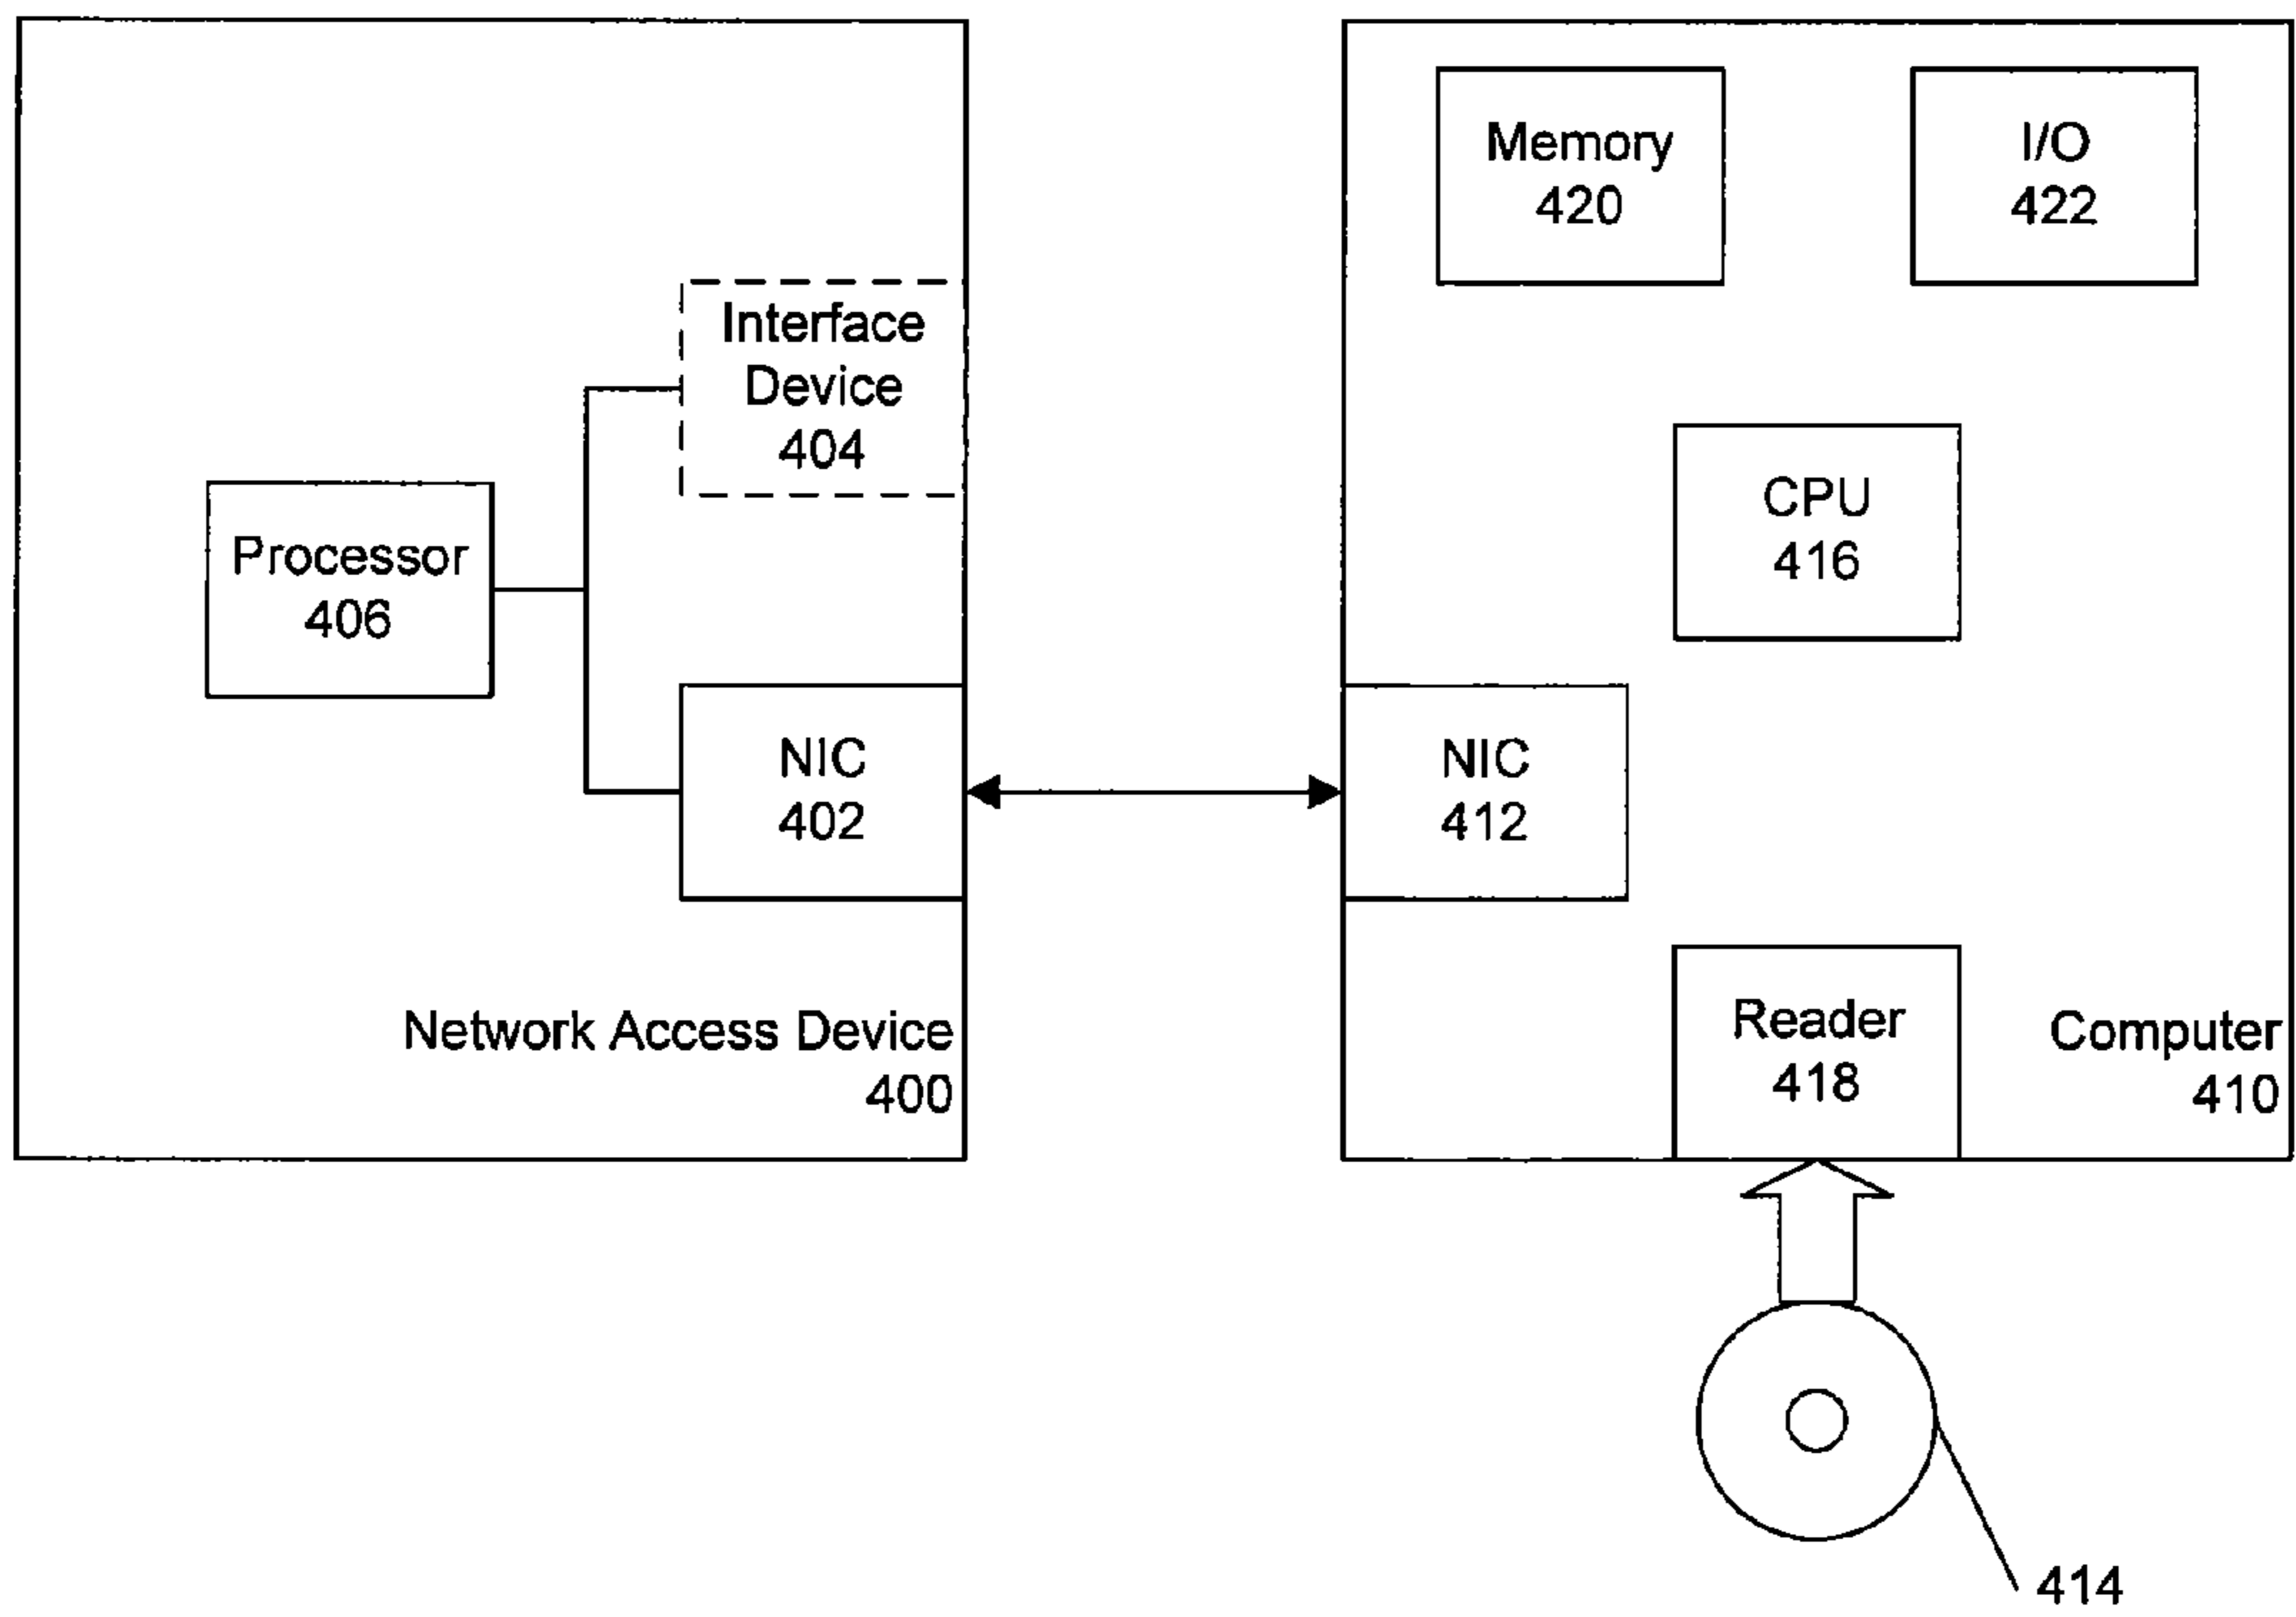 Interface
Device
404
Processor
406
NIC
402
Network Access Device
400
Memory
420
I/O
422
CPU
416
NIC
412
Reader
418
Computer
410
414